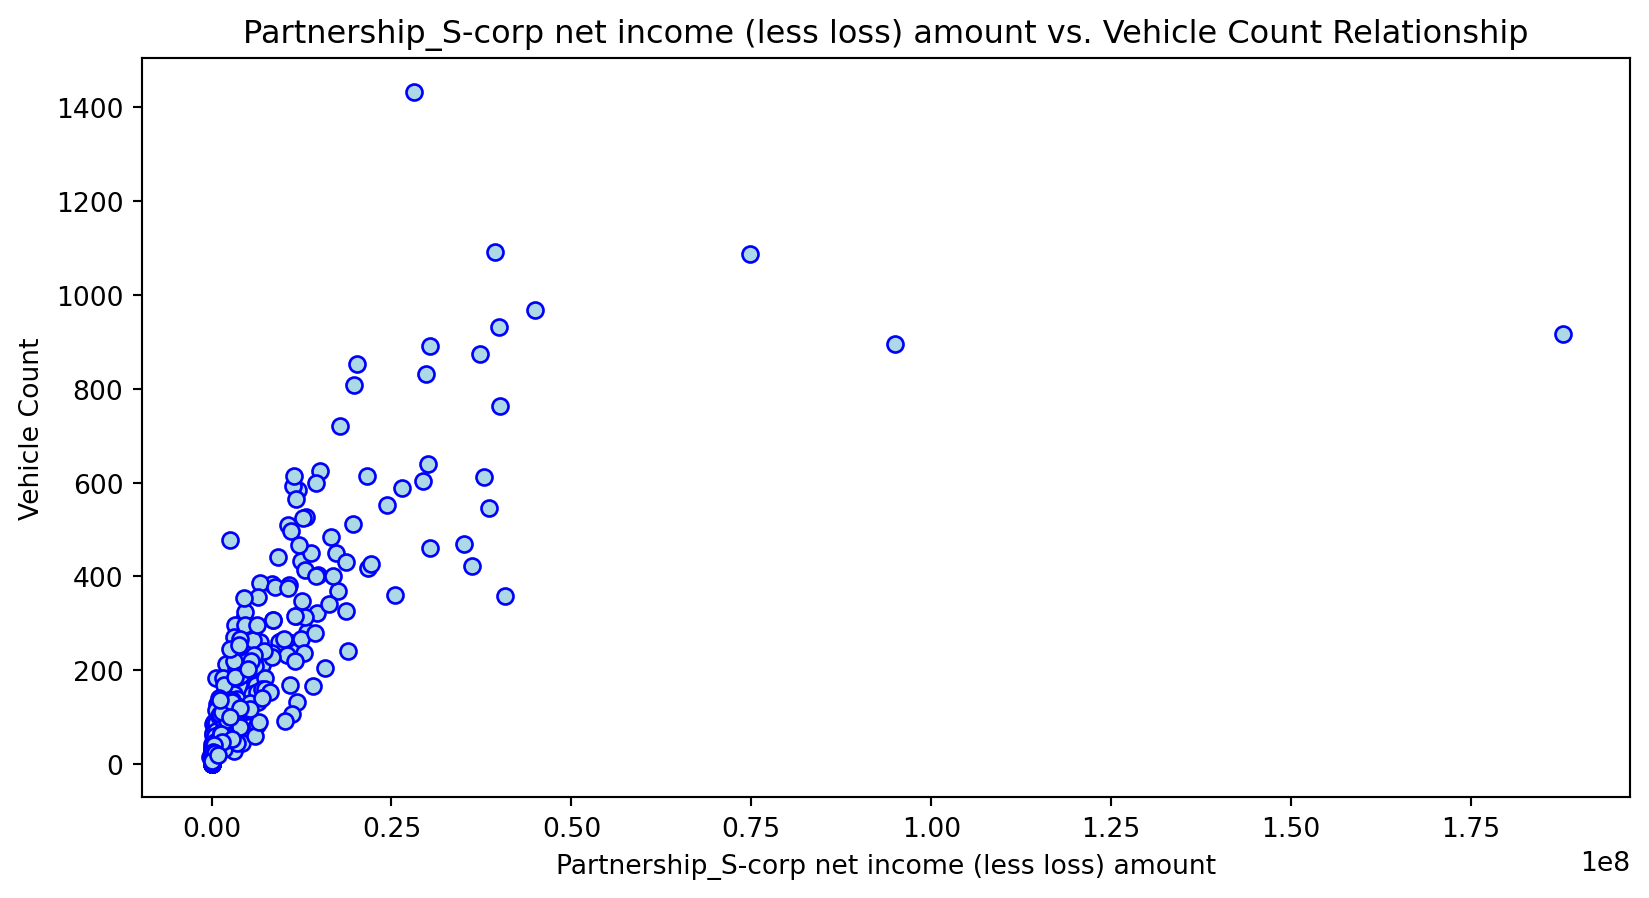 Partnership_S-corp net income (less loss) amount vs. Vehicle Count Relationship
1400
1200
1000
800
600
400
200
0
Vehicle Count
0.00 0.25 0.50 0.75 1.00 1.25 1.50 1.75
1e8
Partnership_S-corp net income (less loss) amount